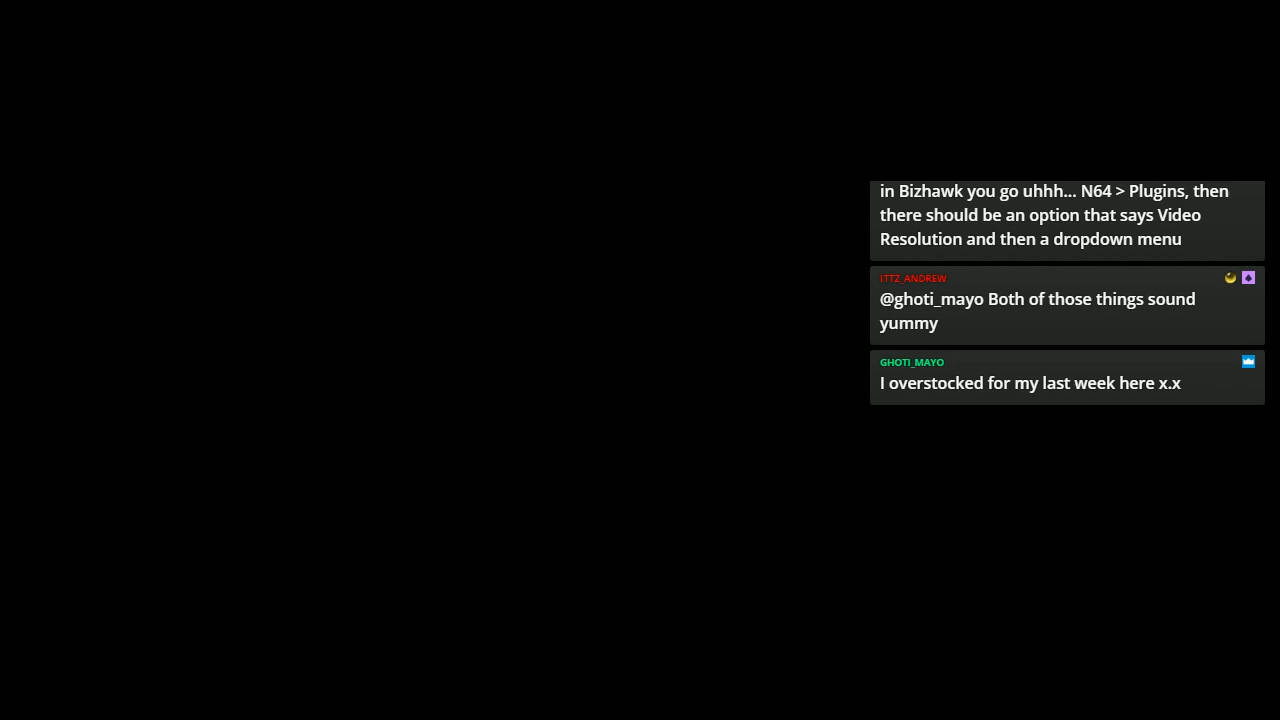 in Bizhawk you go uhhh... N64 > Plugins, then
there should be an option that says Video
Resolution and then a dropdown menu
ITTZ_ANDREW
@ghoti_mayo Both of those things sound
yummy
GHOTI_MAYO
I overstocked for my last week here x.x